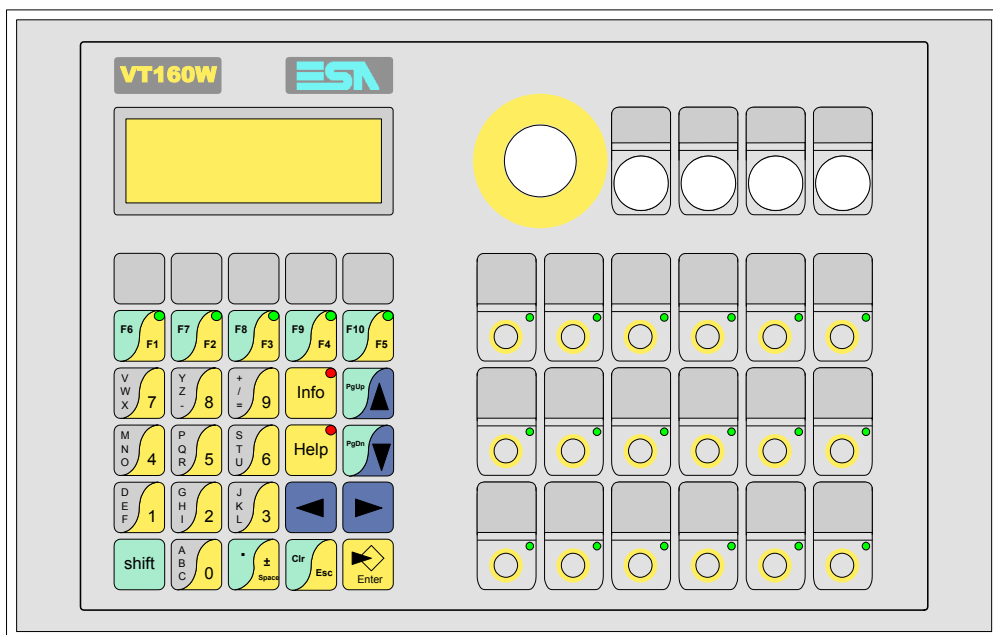 VT160W
ESA
F6 F1
F7 F2
F8 F3
F9 F4
F10 F5
V
W
X
7
Y
Z
-
8
+
/
=
9
Info
PgUp
M
N
O
4
P
Q
R
5
S
T
U
6
Help
PgDn
D
E
F
1
G
H
I
2
J
K
L
3
shift
A
B
C
0
.
±
Space
Clr
Esc
Enter